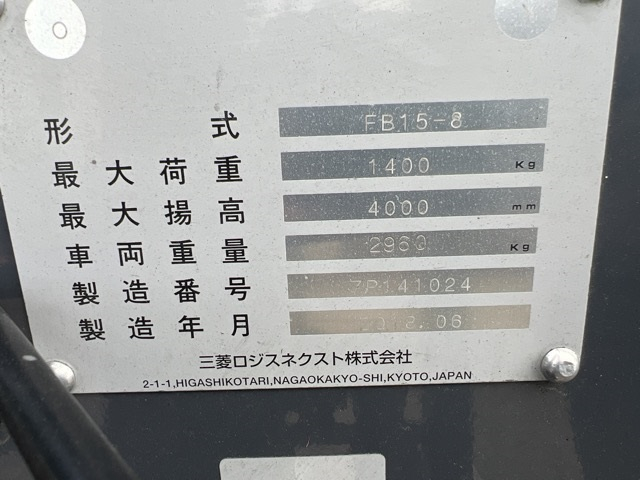 形式 FB15-8
最大荷重 1400 Kg
最大揚高 4000 mm
車両重量 2960 Kg
製造番号 7P141024
製造年月
三菱ロジスネクスト株式会社
2-1-1,HIGASHIKOTARI,NAGAOKAKYO-SHI,KYOTO,JAPAN